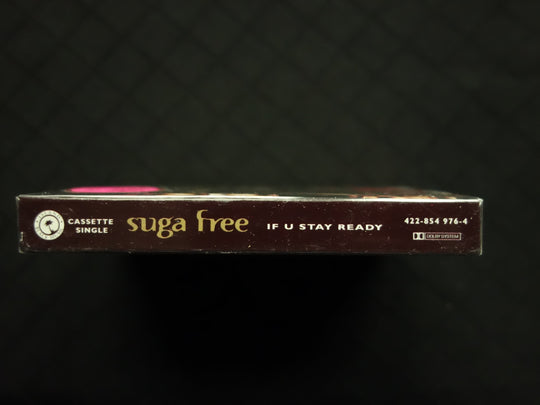 CASSETTE
SINGLE
suga free
IF U STAY READY
422-854 976-4
DOLBY SYSTEM